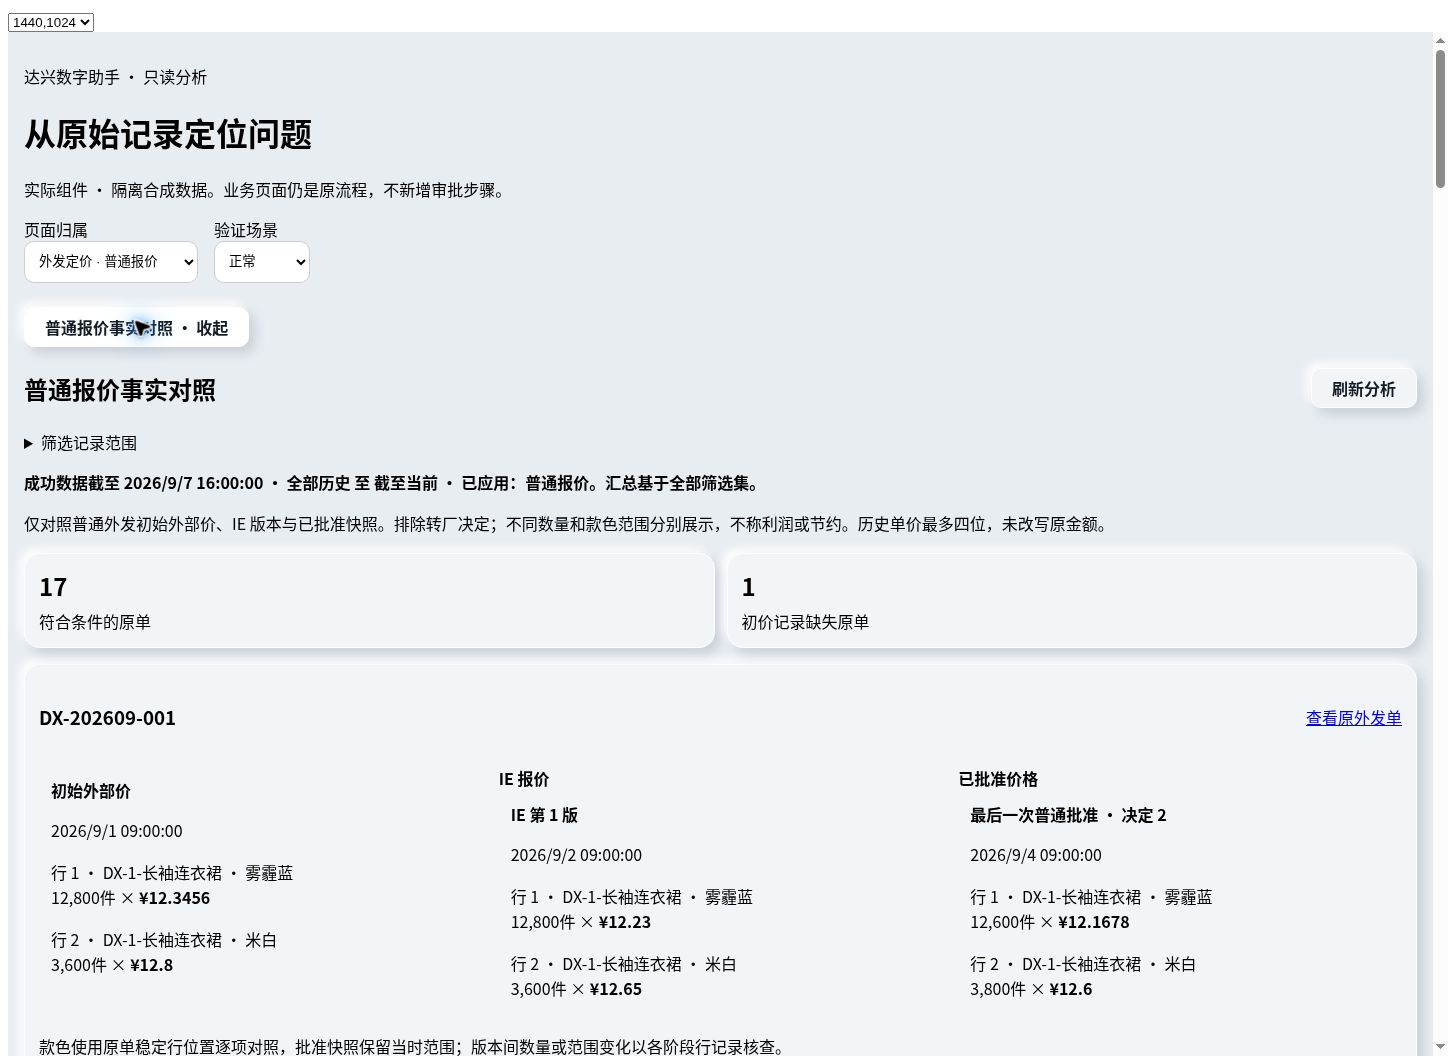 1440,1024
达兴数字助手 · 只读分析
从原始记录定位问题
实际组件 · 隔离合成数据。业务页面仍是原流程，不新增审批步骤。
页面归属 验证场景
外发定价 · 普通报价 正常
普通报价事实对照 · 收起
普通报价事实对照 刷新分析
▶ 筛选记录范围
成功数据截至 2026/9/7 16:00:00 · 全部历史 至 截至当前 · 已应用：普通报价。汇总基于全部筛选集。
仅对照普通外发初始外部价、IE 版本与已批准快照。排除转厂决定；不同数量和款色范围分别展示，不称利润或节约。历史单价最多四位，未改写原金额。
17
符合条件的原单
1
初价记录缺失原单
DX-202609-001 查看原外发单
初始外部价
2026/9/1 09:00:00
行 1 · DX-1-长袖连衣裙 · 雾霾蓝
12,800件 × ¥12.3456
行 2 · DX-1-长袖连衣裙 · 米白
3,600件 × ¥12.8
IE 报价
IE 第 1 版
2026/9/2 09:00:00
行 1 · DX-1-长袖连衣裙 · 雾霾蓝
12,800件 × ¥12.23
行 2 · DX-1-长袖连衣裙 · 米白
3,600件 × ¥12.65
已批准价格
最后一次普通批准 · 决定 2
2026/9/4 09:00:00
行 1 · DX-1-长袖连衣裙 · 雾霾蓝
12,600件 × ¥12.1678
行 2 · DX-1-长袖连衣裙 · 米白
3,800件 × ¥12.6
款色使用原单稳定行位置逐项对照，批准快照保留当时范围；版本间数量或范围变化以各阶段行记录核查。